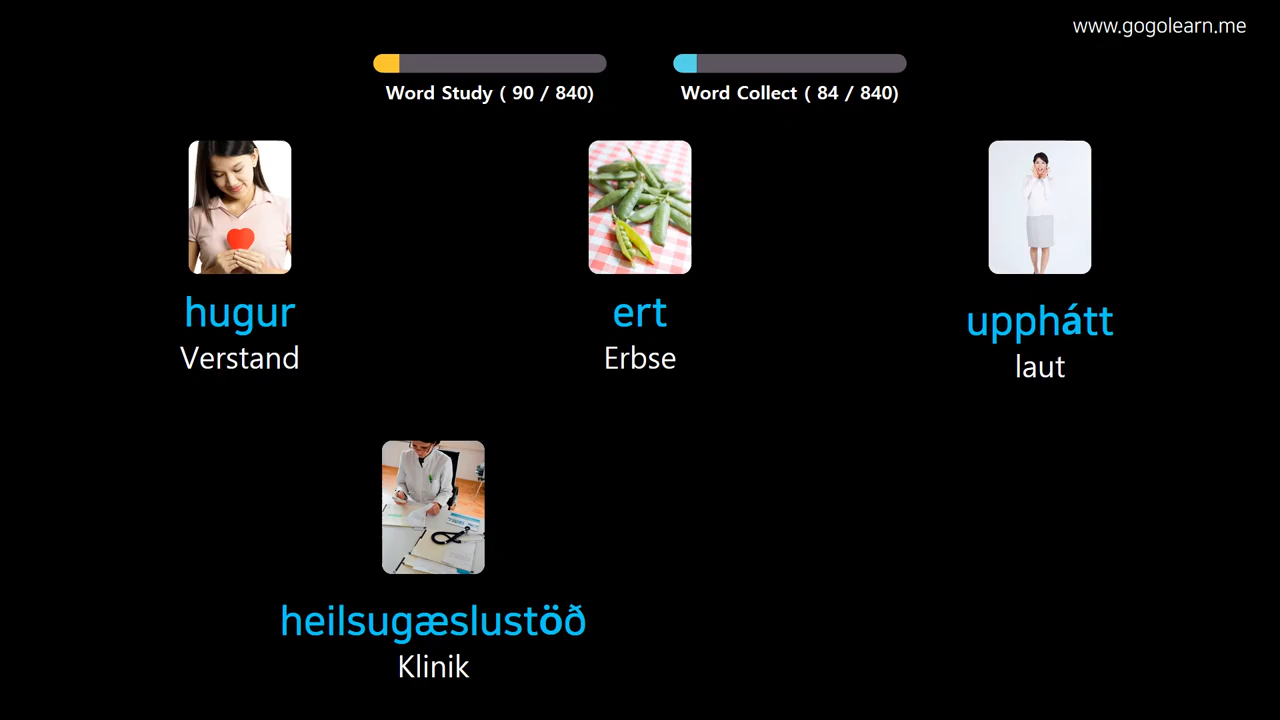 www.gogolearn.me
Word Study ( 90 / 840)
Word Collect ( 84 / 840)
hugur
Verstand
ert
Erbse
upphátt
laut
heilsugæslustöð
Klinik